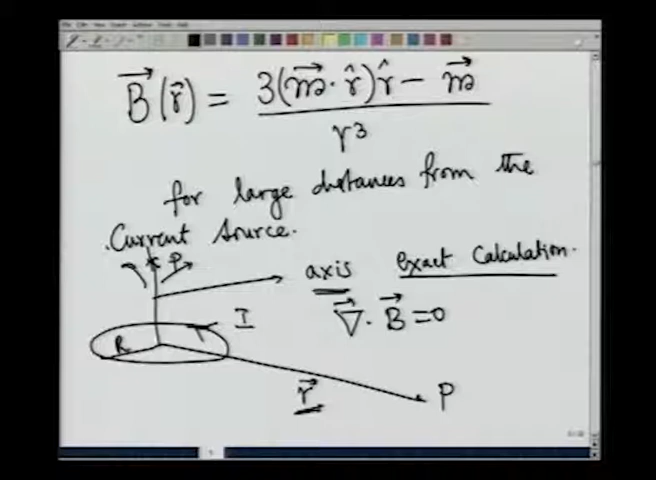 B⃗(r⃗) = 3(m⃗·r̂)r̂ − m⃗ / r³
for large distances from the
Current source.
P
axis exact Calculation.
I
∇⃗·B⃗ = 0
R
r⃗ P